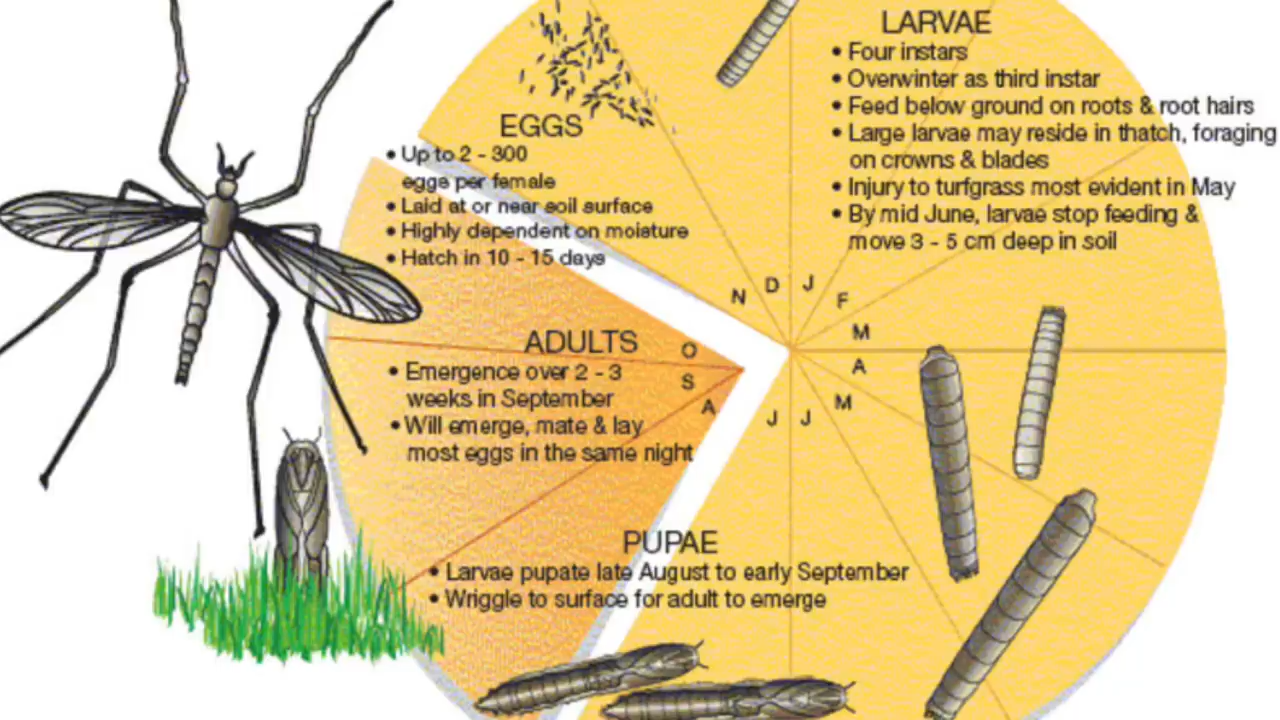 LARVAE
• Four instars
• Overwinter as third instar
• Feed below ground on roots & root hairs
• Large larvae may reside in thatch, foraging
on crowns & blades
• Injury to turfgrass most evident in May
• By mid June, larvae stop feeding &
move 3 - 5 cm deep in soil
EGGS
• Up to 2 - 300
eggs per female
• Laid at or near soil surface
• Highly dependent on moisture
• Hatch in 10 - 15 days
N
D
J
F
M
A
M
J
J
A
S
O
ADULTS
• Emergence over 2 - 3
weeks in September
• Will emerge, mate & lay
most eggs in the same night
PUPAE
• Larvae pupate late August to early September
• Wriggle to surface for adult to emerge